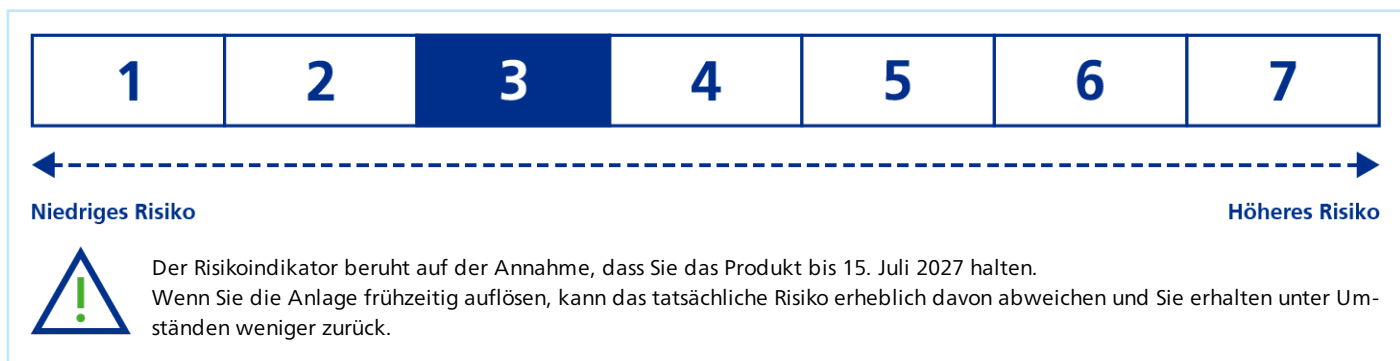 1 2 3 4 5 6 7
Niedriges Risiko Höheres Risiko
Der Risikoindikator beruht auf der Annahme, dass Sie das Produkt bis 15. Juli 2027 halten.
Wenn Sie die Anlage frühzeitig auflösen, kann das tatsächliche Risiko erheblich davon abweichen und Sie erhalten unter Um-
ständen weniger zurück.